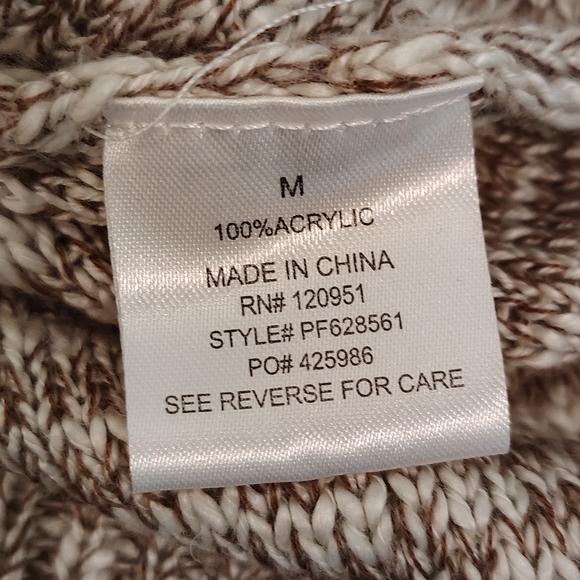 M
100%ACRYLIC
MADE IN CHINA
RN# 120951
STYLE# PF628561
PO# 425986
SEE REVERSE FOR CARE